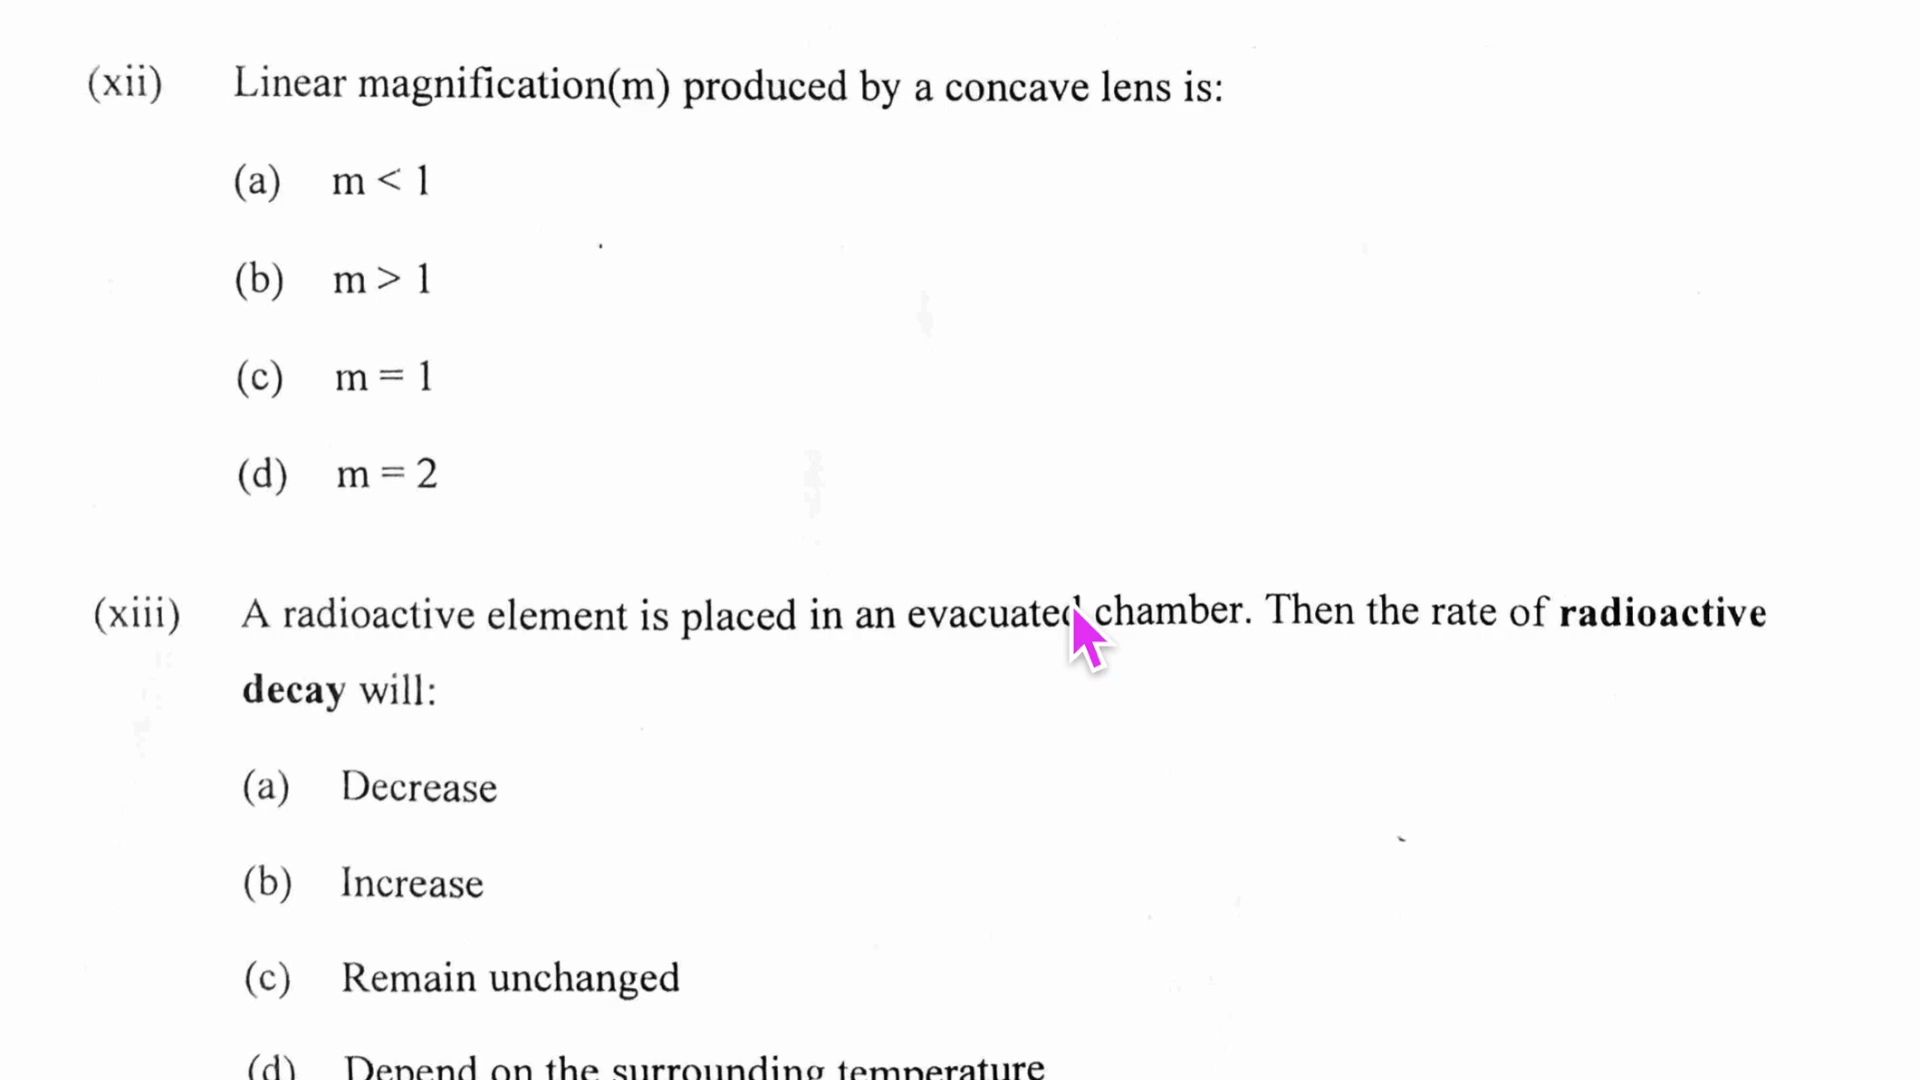 (xii) Linear magnification(m) produced by a concave lens is:
(a) m < 1
(b) m > 1
(c) m = 1
(d) m = 2
(xiii) A radioactive element is placed in an evacuated chamber. Then the rate of radioactive
decay will:
(a) Decrease
(b) Increase
(c) Remain unchanged
(d) Depend on the surrounding temperature